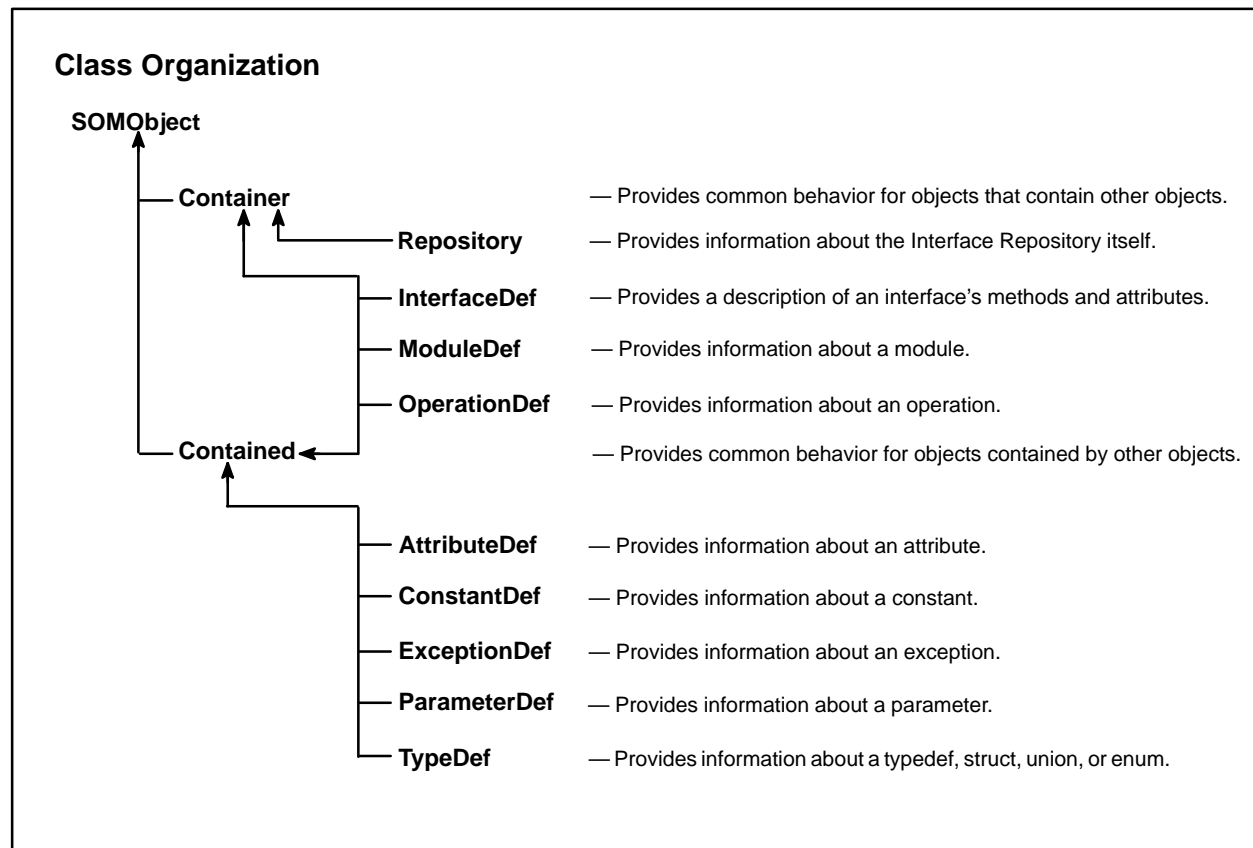 Class Organization
SOMObject
Container — Provides common behavior for objects that contain other objects.
Repository — Provides information about the Interface Repository itself.
InterfaceDef — Provides a description of an interface’s methods and attributes.
ModuleDef — Provides information about a module.
OperationDef — Provides information about an operation.
Contained — Provides common behavior for objects contained by other objects.
AttributeDef — Provides information about an attribute.
ConstantDef — Provides information about a constant.
ExceptionDef — Provides information about an exception.
ParameterDef — Provides information about a parameter.
TypeDef — Provides information about a typedef, struct, union, or enum.